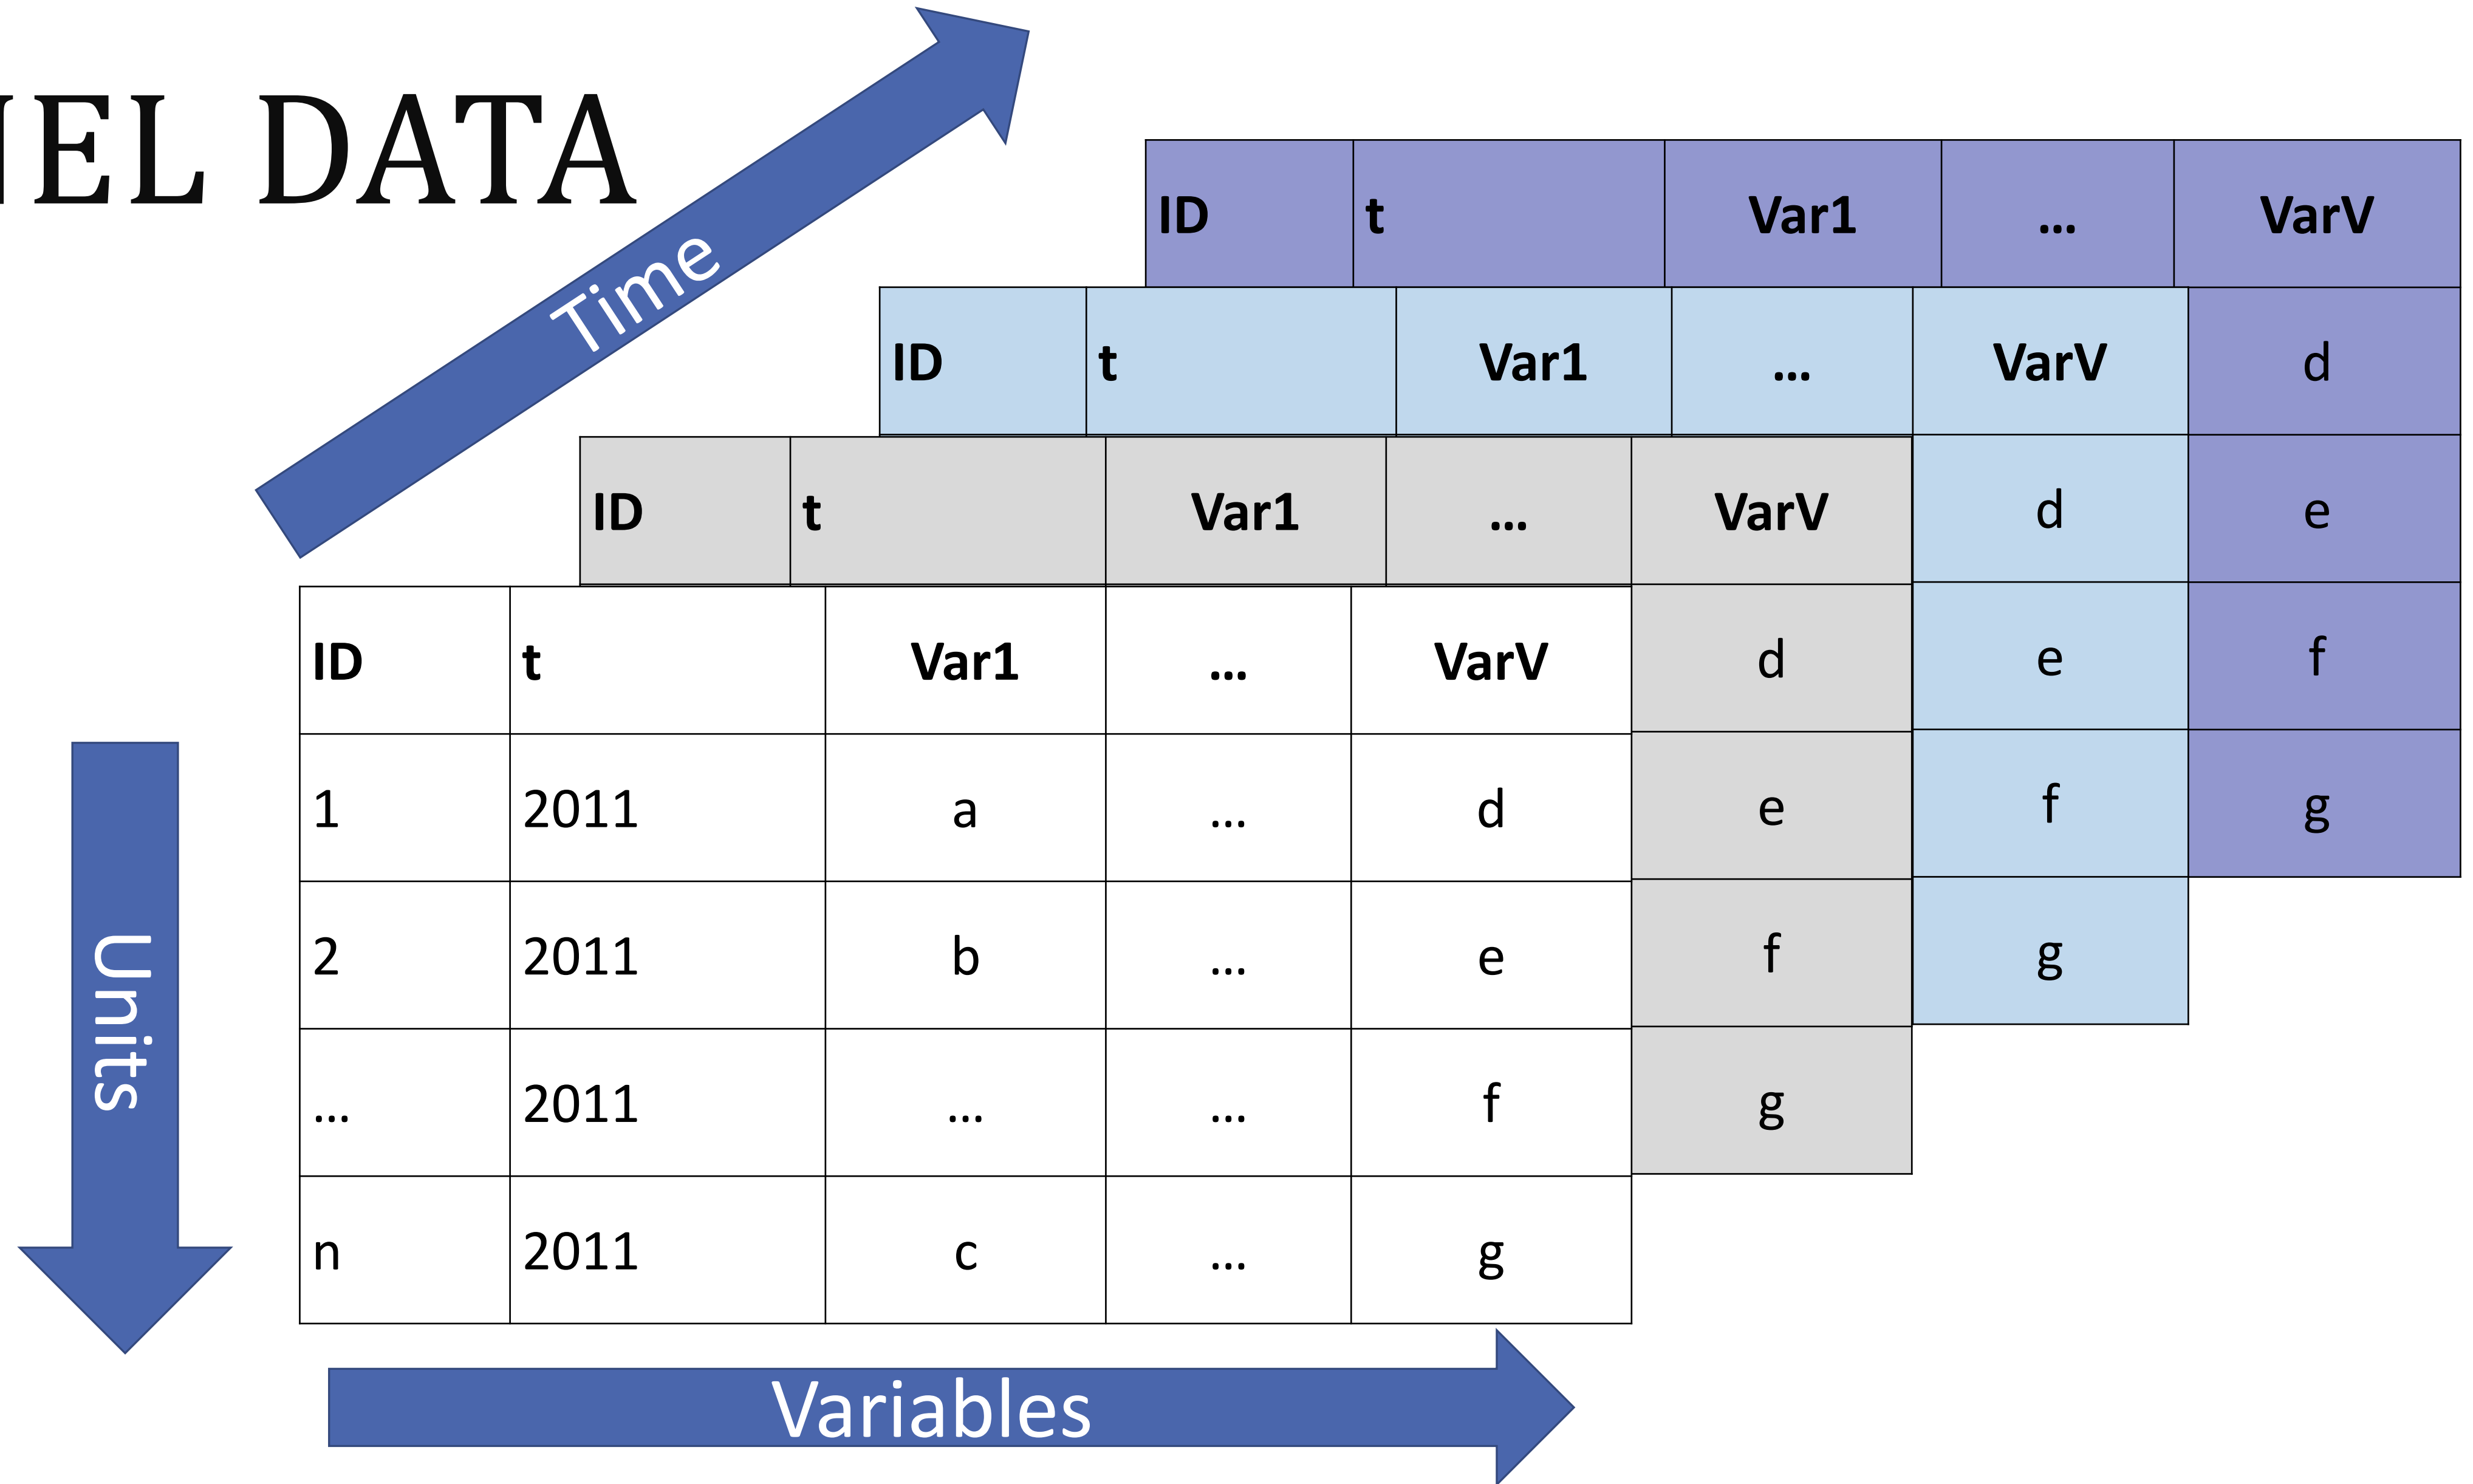 NEL DATA
Time
ID t Var1 … VarV
ID t Var1 … VarV d
ID t Var1 … VarV d e
ID t Var1 … VarV d e f
1 2011 a … d e f g
2 2011 b … e f g
… 2011 … … f g
n 2011 c … g
Units
Variables